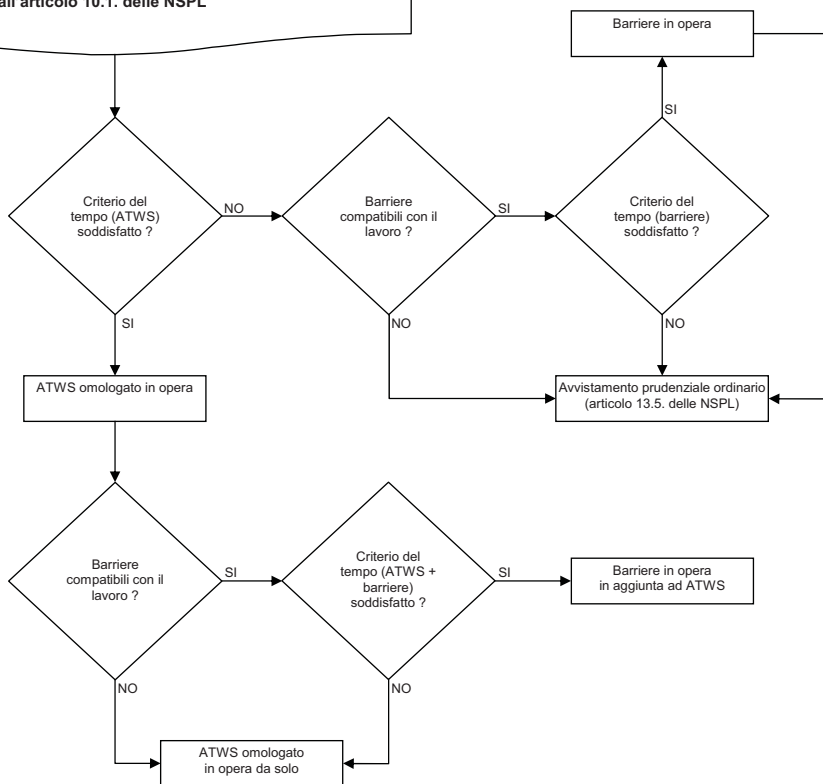 all'articolo 10.1. delle NSPL
Barriere in opera
SI
Criterio del
tempo (ATWS)
soddisfatto ?
NO
Barriere
compatibili con il
lavoro ?
SI
Criterio del
tempo (barriere)
soddisfatto ?
SI
NO
NO
ATWS omologato in opera
Avvistamento prudenziale ordinario
(articolo 13.5. delle NSPL)
Barriere
compatibili con il
lavoro ?
SI
Criterio del
tempo (ATWS +
barriere)
soddisfatto ?
SI
Barriere in opera
in aggiunta ad ATWS
NO
NO
ATWS omologato
in opera da solo